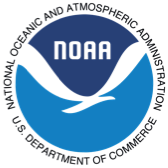 NATIONAL OCEANIC AND ATMOSPHERIC ADMINISTRATION
NOAA
U.S. DEPARTMENT OF COMMERCE